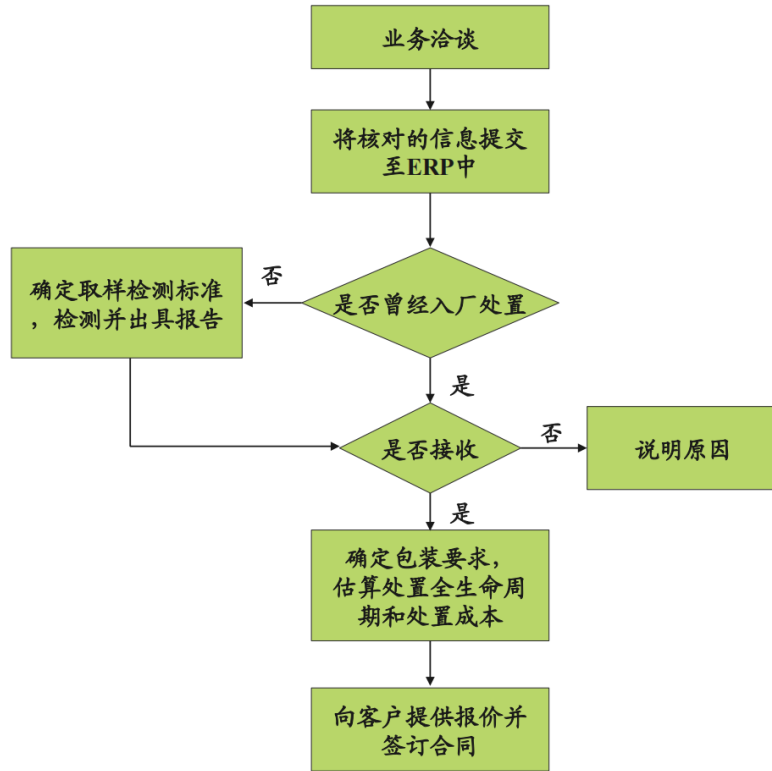 业务洽谈
将核对的信息提交
至ERP中
否
确定取样检测标准
，检测并出具报告
是否曾经入厂处置
是
是否接收
否
说明原因
是
确定包装要求，
估算处置全生命周
期和处置成本
向客户提供报价并
签订合同